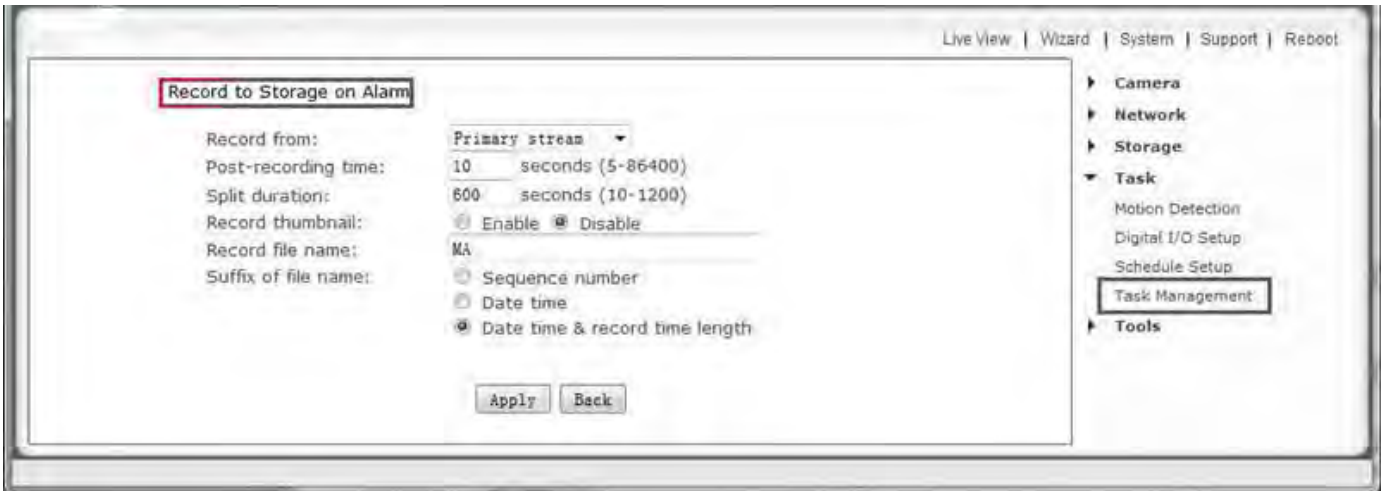 Live View | Wizard | System | Support | Reboot
Record to Storage on Alarm
Record from: Primary stream
Post-recording time: 10 seconds (5-86400)
Split duration: 600 seconds (10-1200)
Record thumbnail: Enable Disable
Record file name: MA
Suffix of file name: Sequence number
Date time
Date time & record time length
Apply Back
Camera
Network
Storage
Task
Motion Detection
Digital I/O Setup
Schedule Setup
Task Management
Tools